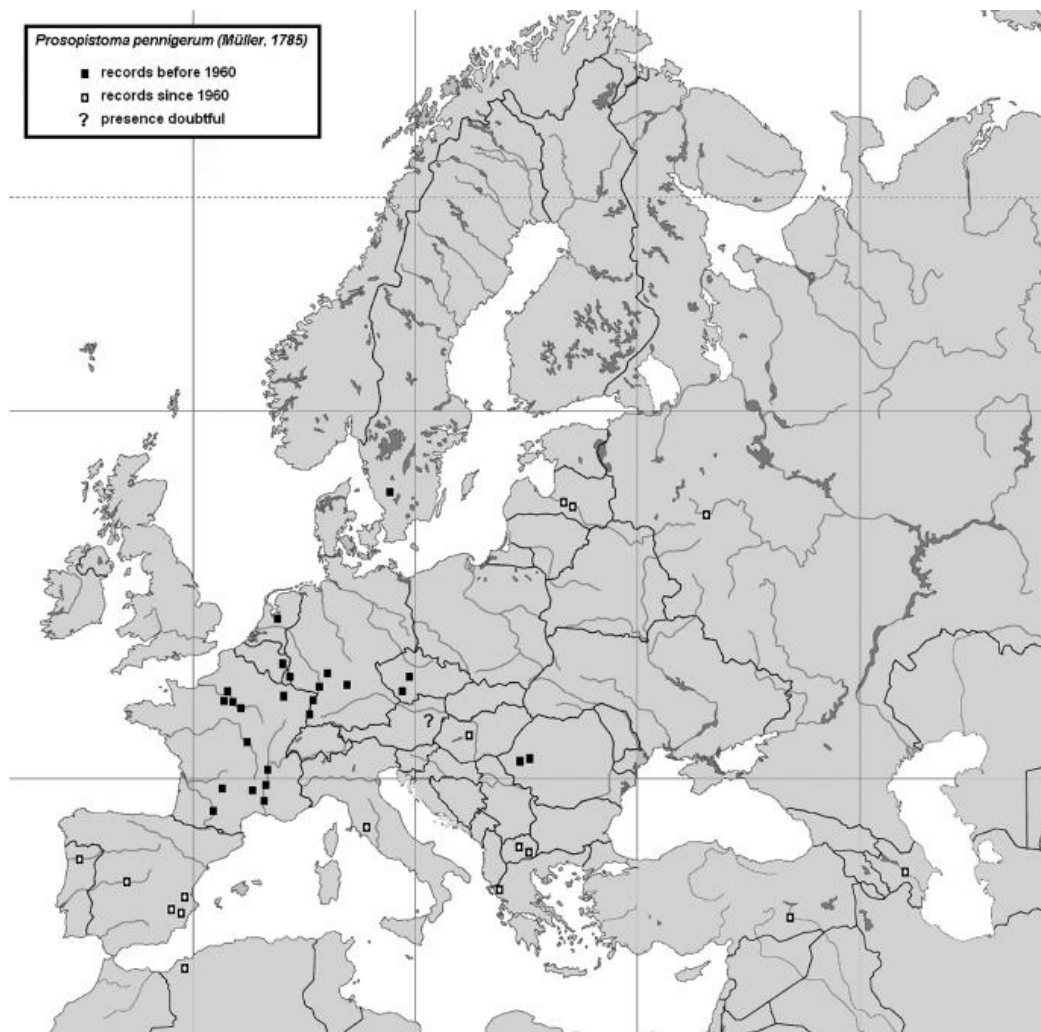 Prosopistoma pennigerum (Müller, 1785)
records before 1960
records since 1960
? presence doubtful
?